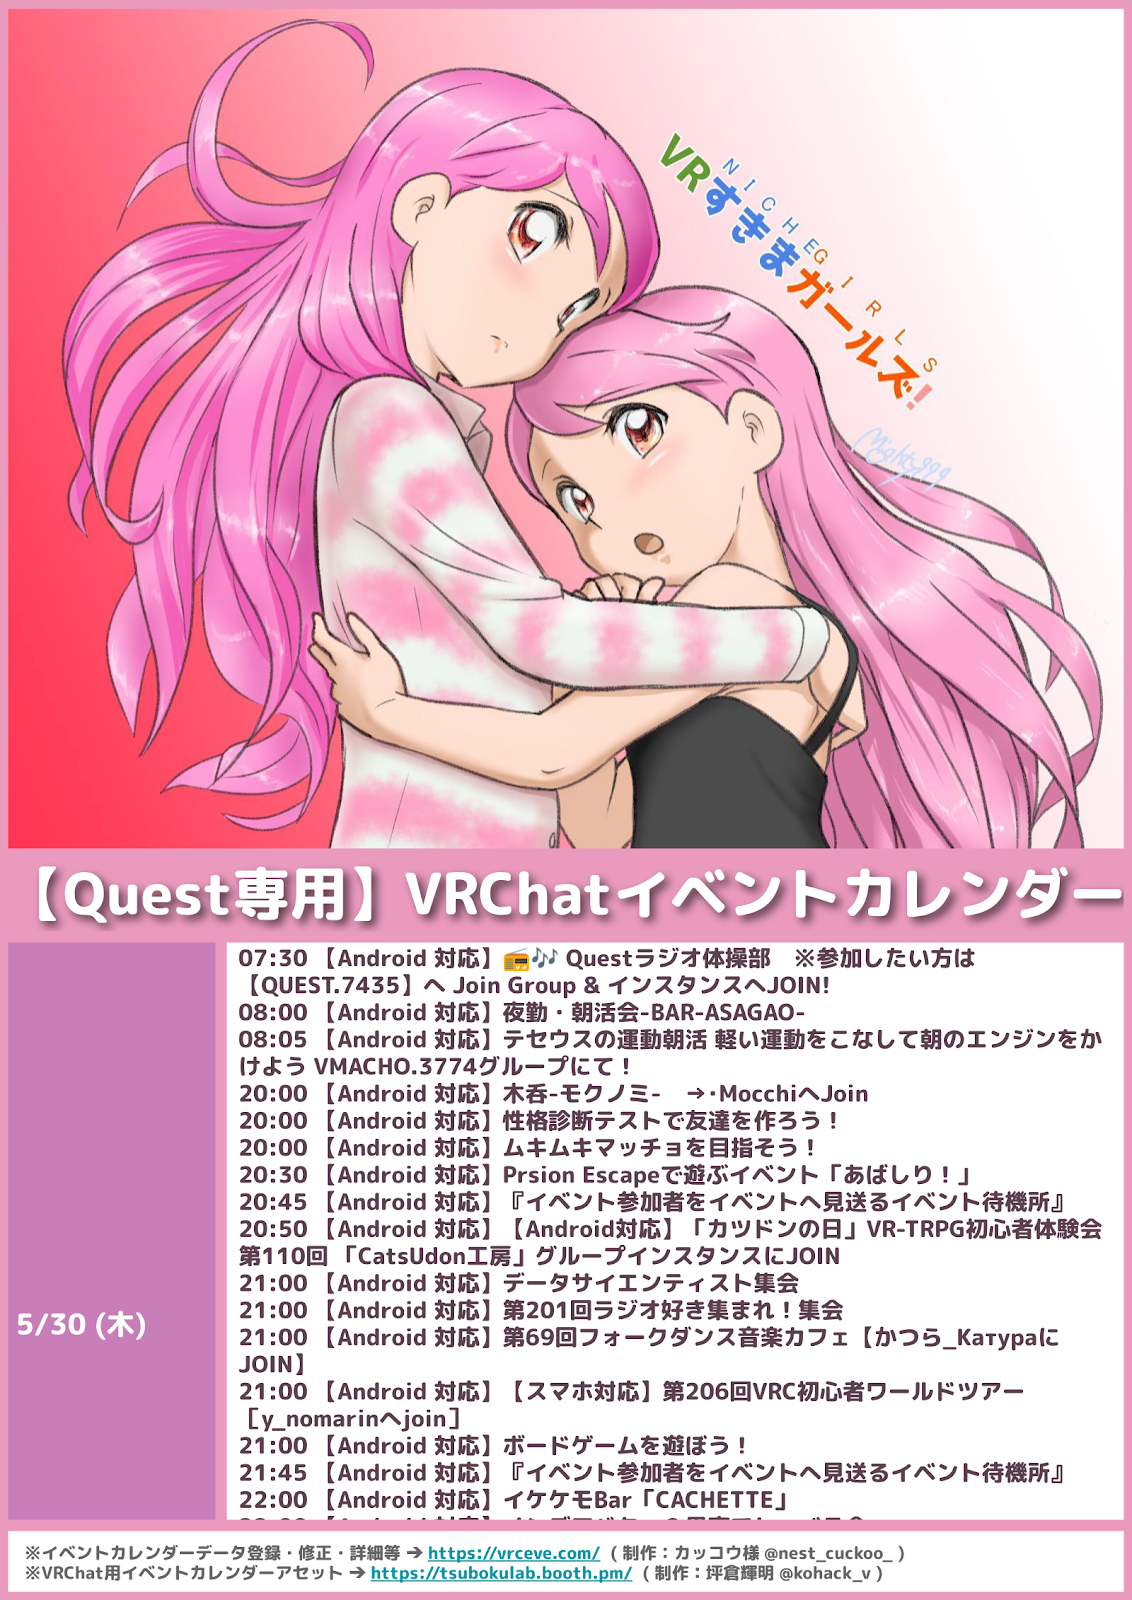 NICHE GIRLS
VRすきまガールズ!
Mighty999
【Quest専用】VRChatイベントカレンダー
5/30 (木)
07:30 【Android 対応】📻🎶 Questラジオ体操部　※参加したい方は
【QUEST.7435】へ Join Group & インスタンスへJOIN!
08:00 【Android 対応】夜勤・朝活会-BAR-ASAGAO-
08:05 【Android 対応】テセウスの運動朝活 軽い運動をこなして朝のエンジンをか
けよう VMACHO.3774グループにて！
20:00 【Android 対応】木呑-モクノミ-　→･MocchiへJoin
20:00 【Android 対応】性格診断テストで友達を作ろう！
20:00 【Android 対応】ムキムキマッチョを目指そう！
20:30 【Android 対応】Prsion Escapeで遊ぶイベント「あばしり！」
20:45 【Android 対応】『イベント参加者をイベントへ見送るイベント待機所』
20:50 【Android 対応】【Android対応】「カツドンの日」VR-TRPG初心者体験会
第110回 「CatsUdon工房」グループインスタンスにJOIN
21:00 【Android 対応】データサイエンティスト集会
21:00 【Android 対応】第201回ラジオ好き集まれ！集会
21:00 【Android 対応】第69回フォークダンス音楽カフェ【かつら_Катураに
JOIN】
21:00 【Android 対応】【スマホ対応】第206回VRC初心者ワールドツアー
［y_nomarinへjoin］
21:00 【Android 対応】ボードゲームを遊ぼう！
21:45 【Android 対応】『イベント参加者をイベントへ見送るイベント待機所』
22:00 【Android 対応】イケケモBar「CACHETTE」
※イベントカレンダーデータ登録・修正・詳細等 ➔ https://vrceve.com/ （ 制作：カッコウ様 @nest_cuckoo_ ）
※VRChat用イベントカレンダーアセット ➔ https://tsubokulab.booth.pm/ （ 制作：坪倉輝明 @kohack_v ）